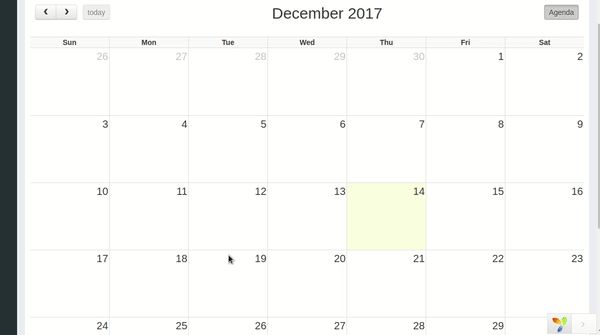 today December 2017 Agenda
Sun Mon Tue Wed Thu Fri Sat
26 27 28 29 30 1 2
3 4 5 6 7 8 9
10 11 12 13 14 15 16
17 18 19 20 21 22 23
24 25 26 27 28 29